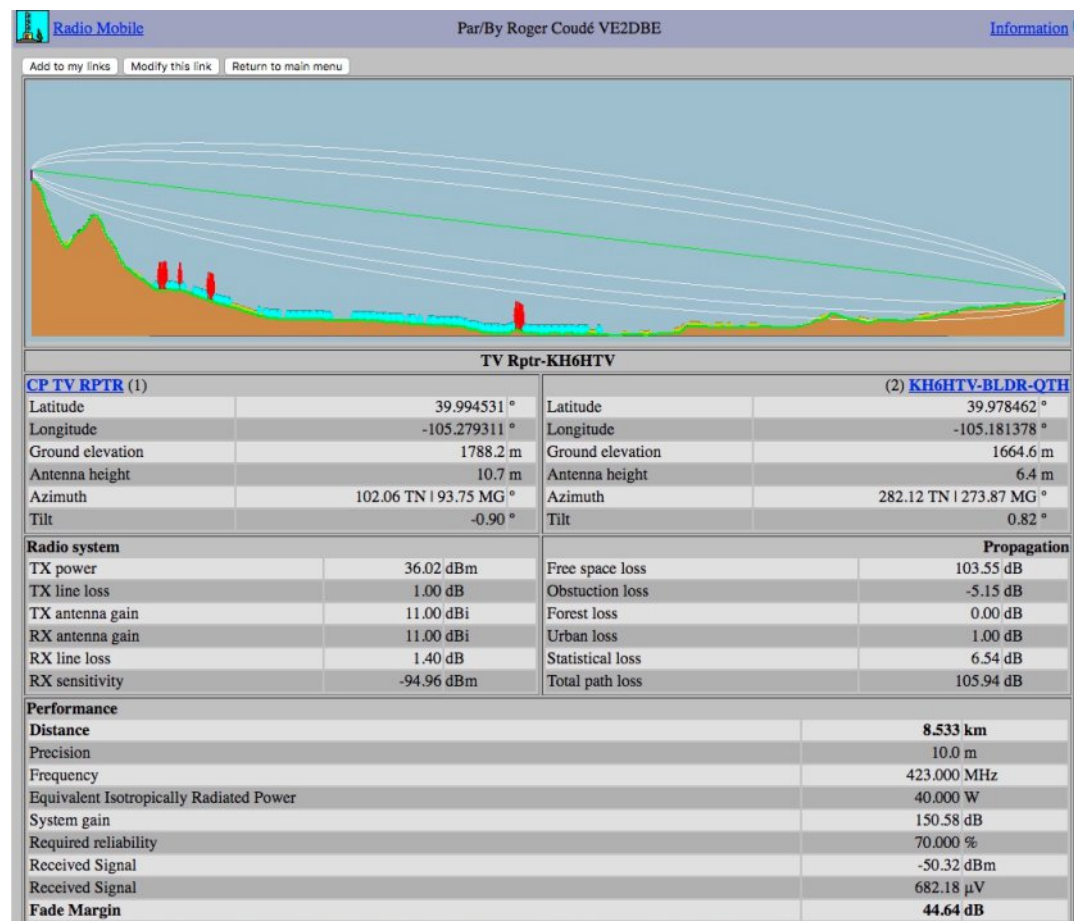 Radio Mobile Par/By Roger Coudé VE2DBE Information
Add to my links Modify this link Return to main menu
TV Rptr-KH6HTV
CP TV RPTR (1) (2) KH6HTV-BLDR-QTH
Latitude 39.994531 ° Latitude 39.978462 °
Longitude -105.279311 ° Longitude -105.181378 °
Ground elevation 1788.2 m Ground elevation 1664.6 m
Antenna height 10.7 m Antenna height 6.4 m
Azimuth 102.06 TN | 93.75 MG ° Azimuth 282.12 TN | 273.87 MG °
Tilt -0.90 ° Tilt 0.82 °
Radio system Propagation
TX power 36.02 dBm Free space loss 103.55 dB
TX line loss 1.00 dB Obstuction loss -5.15 dB
TX antenna gain 11.00 dBi Forest loss 0.00 dB
RX antenna gain 11.00 dBi Urban loss 1.00 dB
RX line loss 1.40 dB Statistical loss 6.54 dB
RX sensitivity -94.96 dBm Total path loss 105.94 dB
Performance
Distance 8.533 km
Precision 10.0 m
Frequency 423.000 MHz
Equivalent Isotropically Radiated Power 40.000 W
System gain 150.58 dB
Required reliability 70.000 %
Received Signal -50.32 dBm
Received Signal 682.18 µV
Fade Margin 44.64 dB